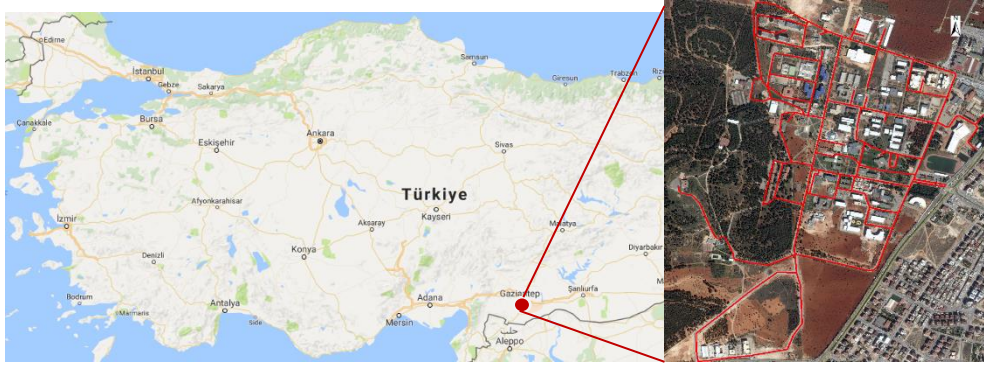 Edirne
İstanbul
Gebze
Sakarya
Samsun
Giresun
Trabzon
Çanakkale
Bursa
Ankara
Eskişehir
Sivas
Türkiye
Kayseri
Afyonkarahisar
Aksaray
Malatya
İzmir
Diyarbakır
Denizli
Konya
Gaziantep
Şanlıurfa
Bodrum
Marmaris
Antalya
Side
Adana
Mersin
حلب
Aleppo